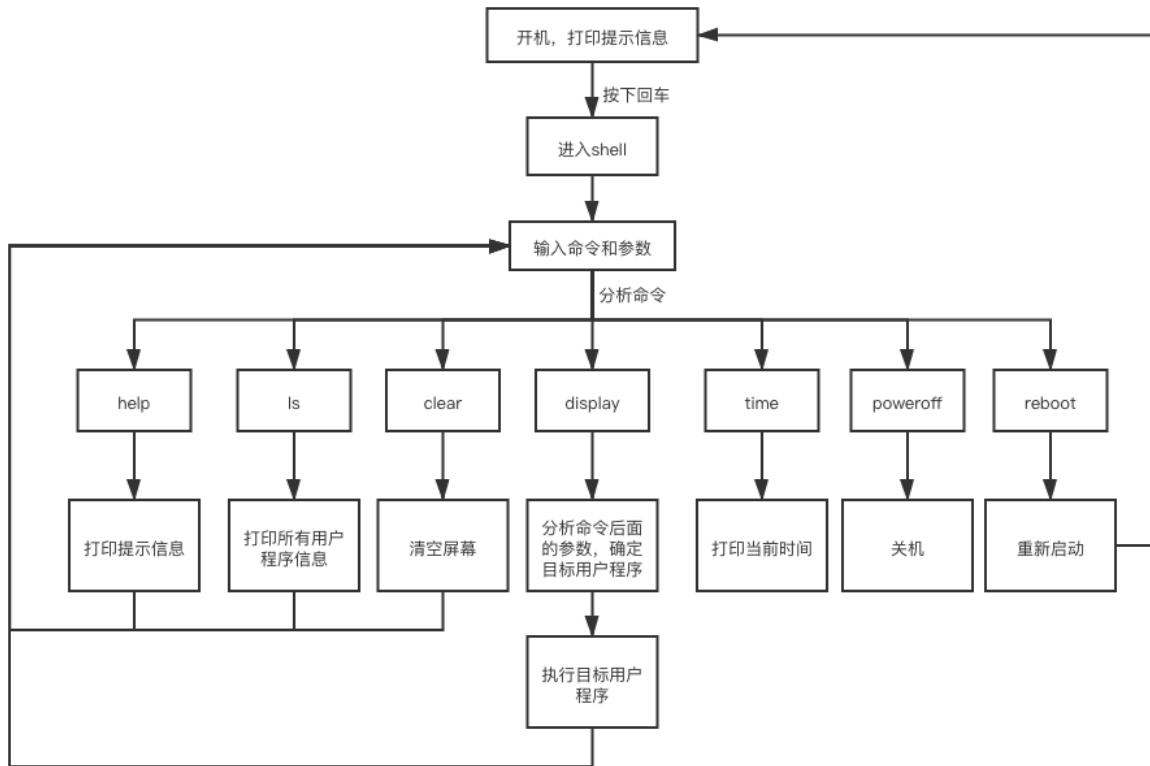 开机，打印提示信息
按下回车
进入shell
输入命令和参数
分析命令
help
ls
clear
display
time
poweroff
reboot
打印提示信息
打印所有用户
程序信息
清空屏幕
分析命令后面
的参数，确定
目标用户程序
打印当前时间
关机
重新启动
执行目标用户
程序